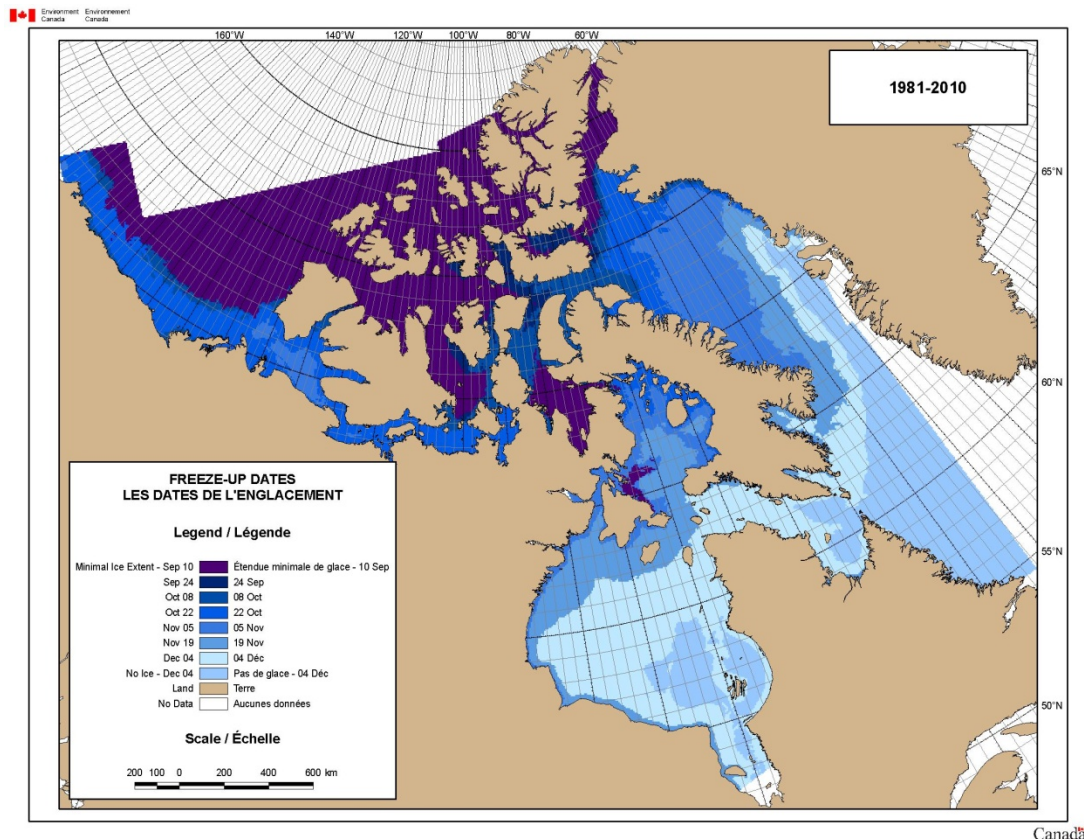 Environment Environnement
Canada Canada
160°W 140°W 120°W 100°W 80°W 60°W
1981-2010
65°N
60°N
55°N
50°N
FREEZE-UP DATES
LES DATES DE L'ENGLACEMENT
Legend / Légende
Minimal Ice Extent - Sep 10 Étendue minimale de glace - 10 Sep
Sep 24 24 Sep
Oct 08 08 Oct
Oct 22 22 Oct
Nov 05 05 Nov
Nov 19 19 Nov
Dec 04 04 Déc
No Ice - Dec 04 Pas de glace - 04 Déc
Land Terre
No Data Aucunes données
Scale / Échelle
200 100 0 200 400 600 km
Canada